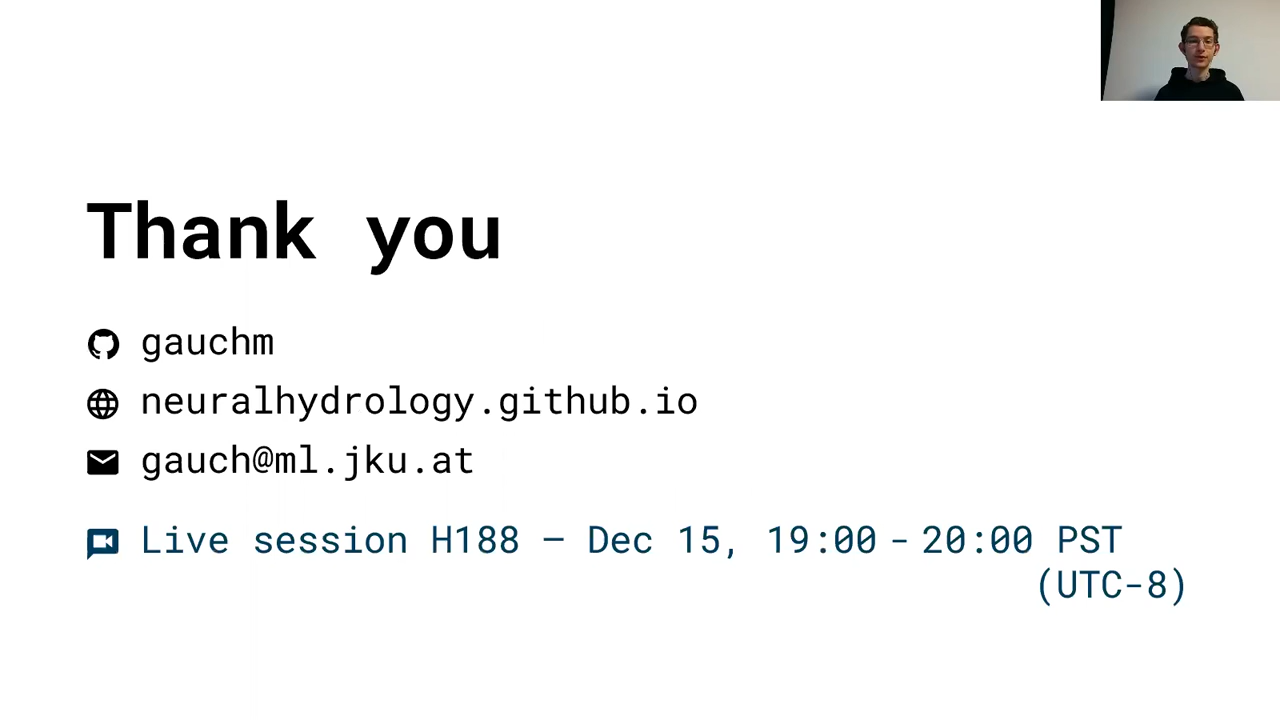 Thank you
gauchm
neuralhydrology.github.io
gauch@ml.jku.at
Live session H188 – Dec 15, 19:00 - 20:00 PST
(UTC-8)